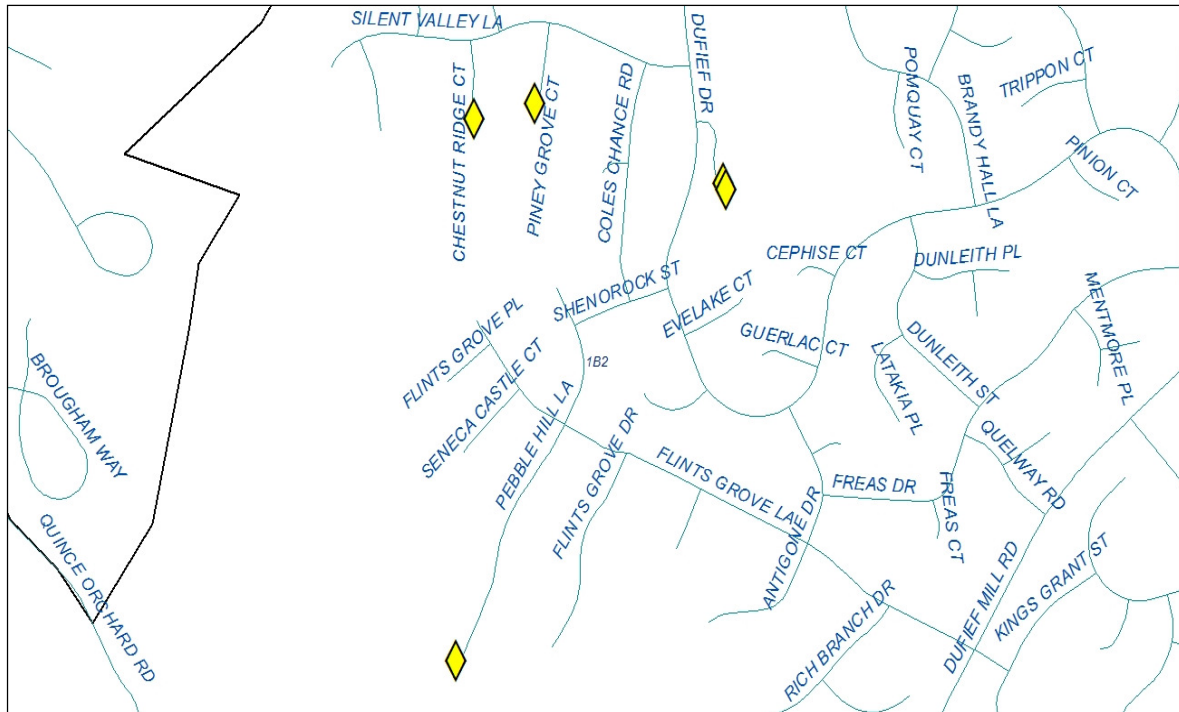 SILENT VALLEY LA
DUFIEF DR
CHESTNUT RIDGE CT
PINEY GROVE CT
COLES CHANCE RD
POMQUAY CT
BRANDY HALL LA
TRIPPON CT
PINION CT
CEPHISE CT
DUNLEITH PL
SHENOROCK ST
EVELAKE CT
GUERLAC CT
MENTMORE PL
FLINTS GROVE PL
SENECA CASTLE CT
1B2
LATAKIA PL
DUNLEITH ST
BROUGHAM WAY
PEBBLE HILL LA
FLINTS GROVE DR
FLINTS GROVE LA
QUELWAY RD
FREAS DR
FREAS CT
ANTIGONE DR
QUINCE ORCHARD RD
RICH BRANCH DR
DUFIEF MILL RD
KINGS GRANT ST